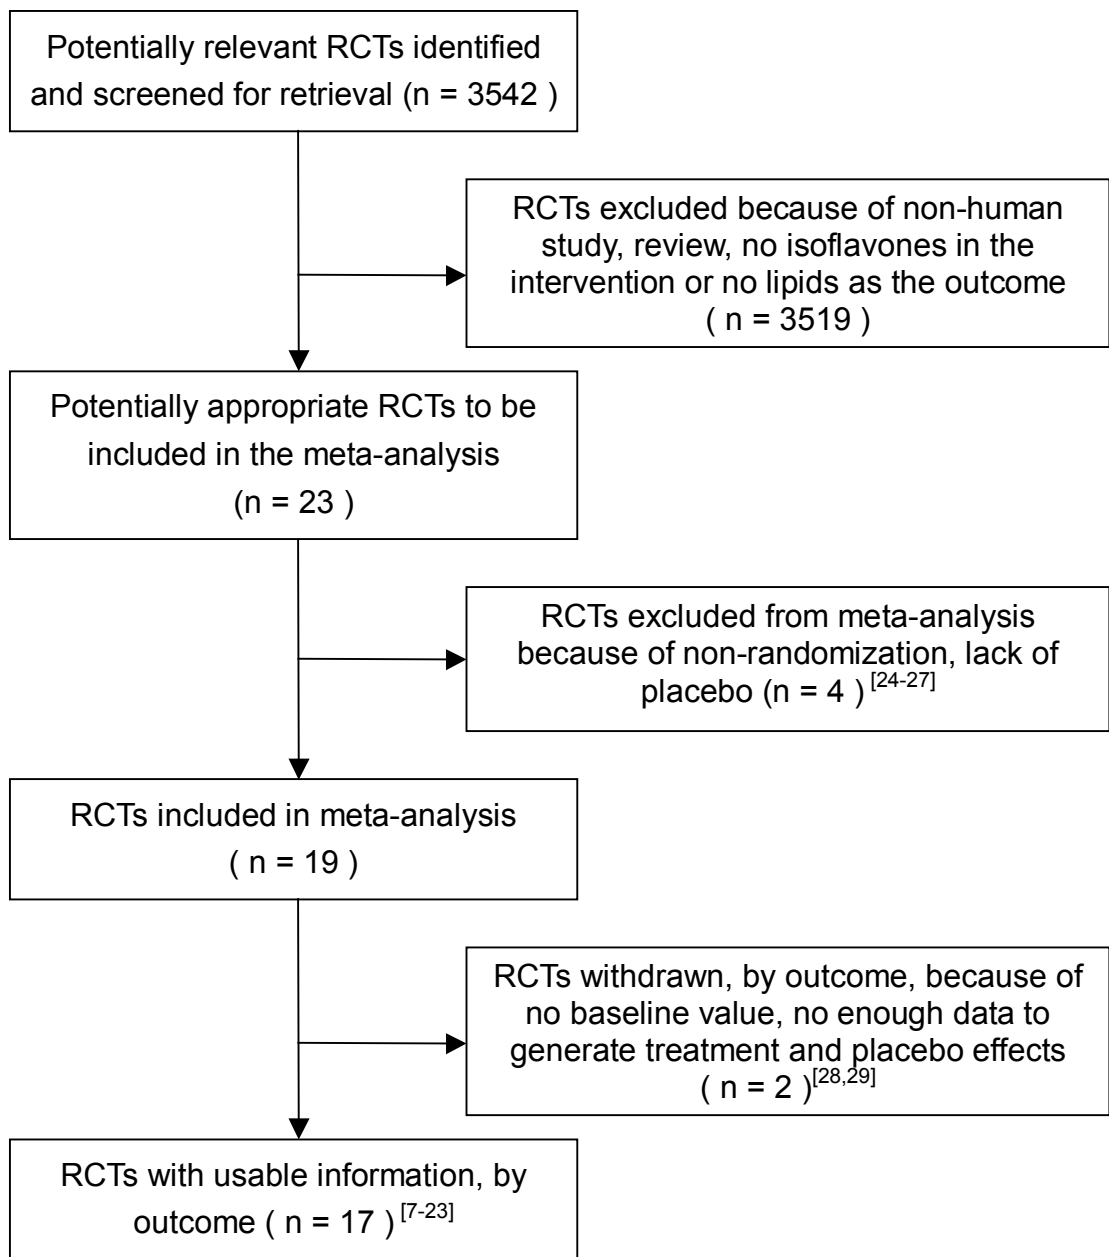 Potentially relevant RCTs identified
and screened for retrieval (n = 3542 )
RCTs excluded because of non-human
study, review, no isoflavones in the
intervention or no lipids as the outcome
( n = 3519 )
Potentially appropriate RCTs to be
included in the meta-analysis
(n = 23 )
RCTs excluded from meta-analysis
because of non-randomization, lack of
placebo (n = 4 ) [24-27]
RCTs included in meta-analysis
( n = 19 )
RCTs withdrawn, by outcome, because of
no baseline value, no enough data to
generate treatment and placebo effects
( n = 2 )[28,29]
RCTs with usable information, by
outcome ( n = 17 ) [7-23]